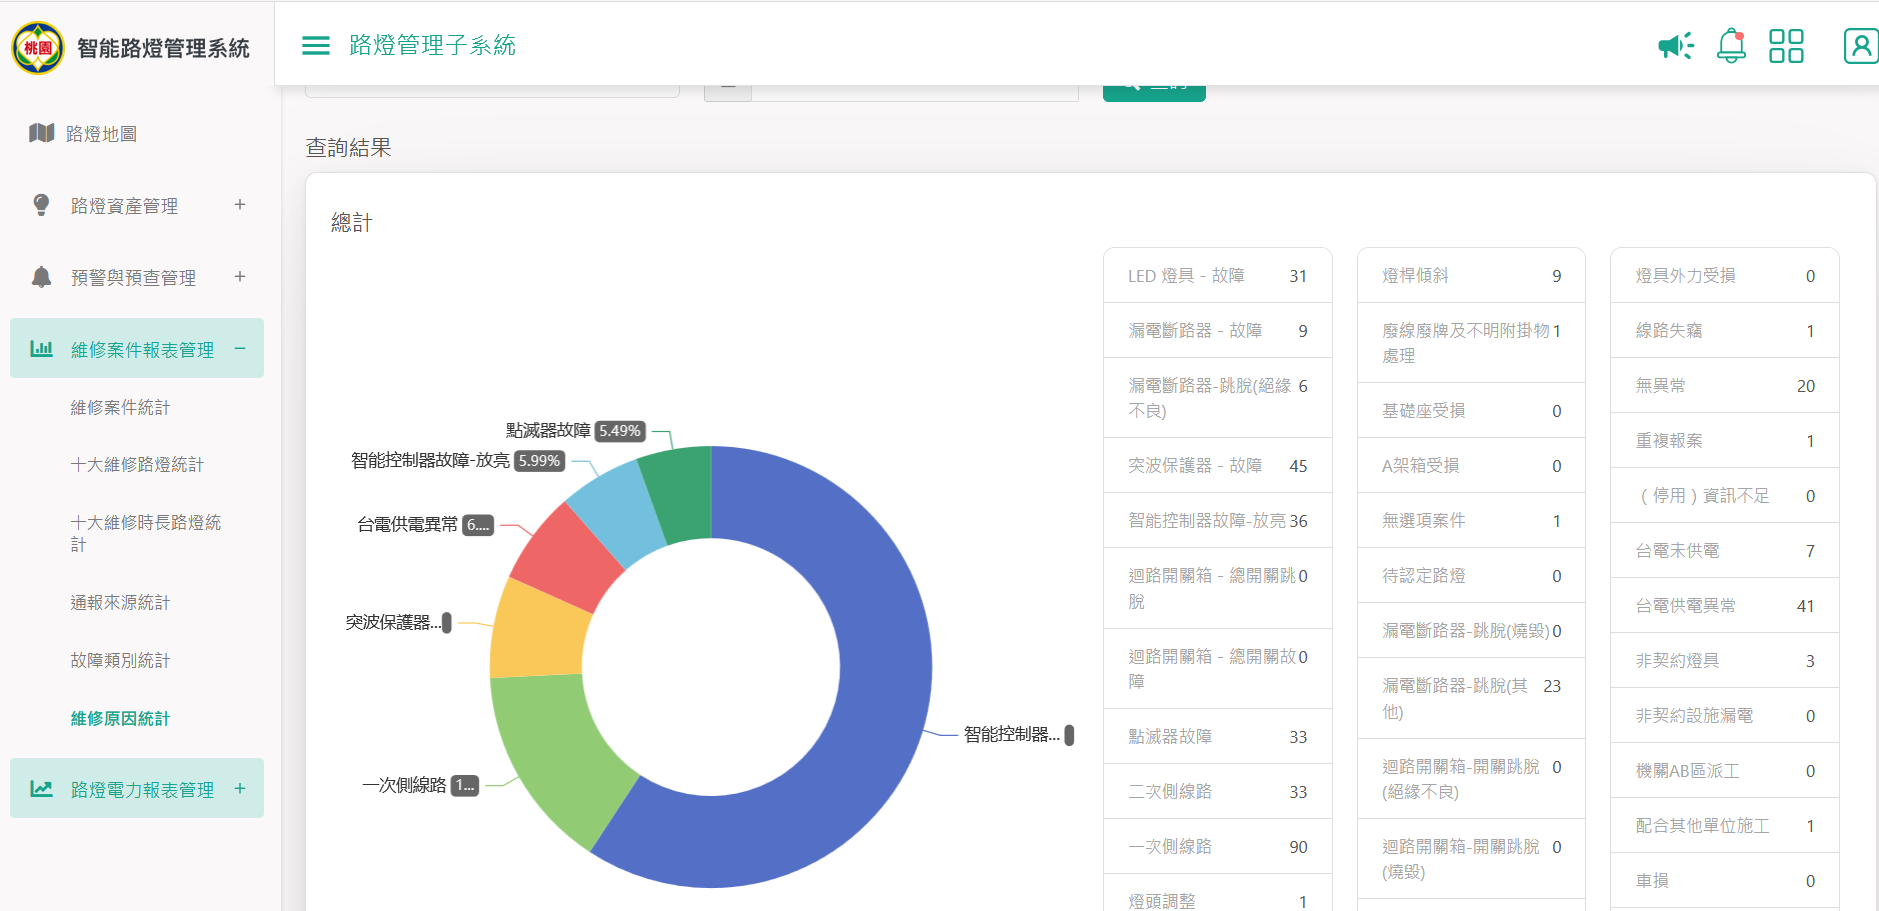 桃園
智能路燈管理系統
路燈管理子系統
路燈地圖
路燈資產管理 +
預警與預查管理 +
維修案件報表管理 −
維修案件統計
十大維修路燈統計
十大維修時長路燈統
計
通報來源統計
故障類別統計
維修原因統計
路燈電力報表管理 +
查詢結果
總計
點滅器故障 5.49%
智能控制器故障-放亮 5.99%
台電供電異常 6....
突波保護器...
一次側線路 1...
智能控制器...
LED 燈具 - 故障 31
漏電斷路器 - 故障 9
漏電斷路器-跳脫(絕緣 6
不良)
突波保護器 - 故障 45
智能控制器故障-放亮 36
迴路開關箱 - 總開關跳 0
脫
迴路開關箱 - 總開關故 0
障
點滅器故障 33
二次側線路 33
一次側線路 90
燈頭調整 1
燈桿傾斜 9
廢線廢牌及不明附掛物 1
處理
基礎座受損 0
A架箱受損 0
無選項案件 1
待認定路燈 0
漏電斷路器-跳脫(燒毀) 0
漏電斷路器-跳脫(其 23
他)
迴路開關箱-開關跳脫 0
(絕緣不良)
迴路開關箱-開關跳脫 0
(燒毀)
燈具外力受損 0
線路失竊 1
無異常 20
重複報案 1
（停用）資訊不足 0
台電未供電 7
台電供電異常 41
非契約燈具 3
非契約設施漏電 0
機關AB區派工 0
配合其他單位施工 1
車損 0